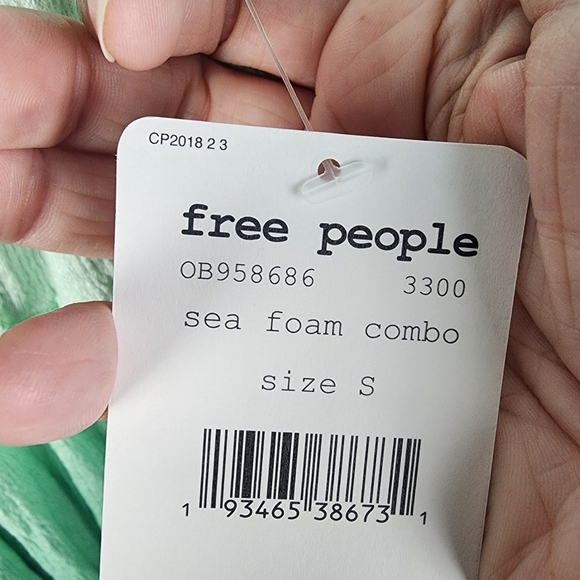 CP2018 2 3
free people
OB958686 3300
sea foam combo
size S
1 93465 38673 1